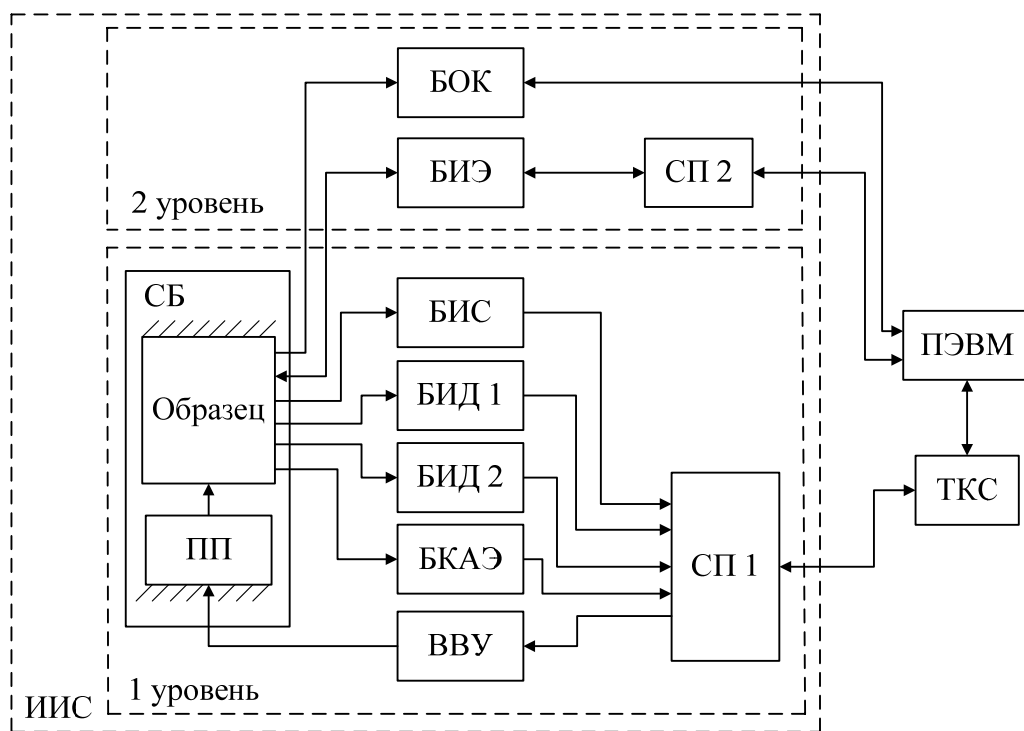 БОК
БИЭ
СП 2
2 уровень
СБ
БИС
ПЭВМ
Образец
БИД 1
БИД 2
ТКС
ПП
БКАЭ
СП 1
ВВУ
1 уровень
ИИС